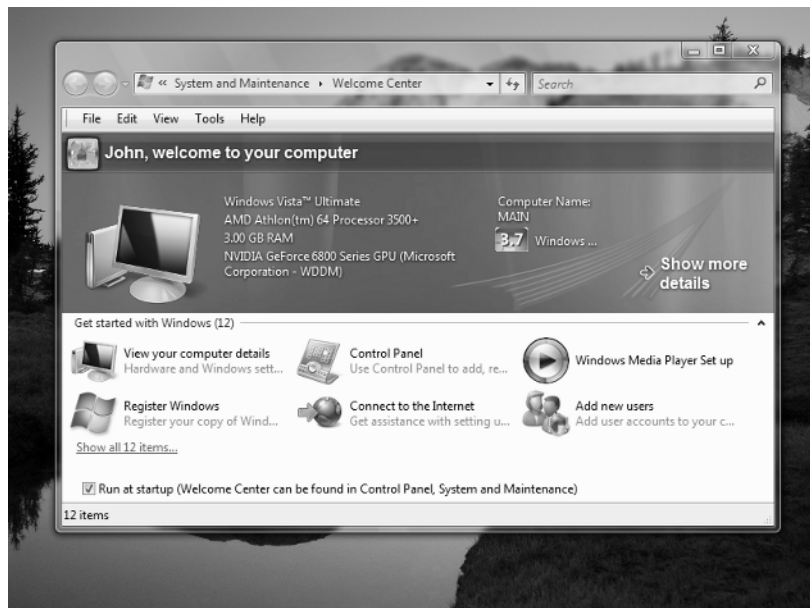 « System and Maintenance ▸ Welcome Center
Search
File Edit View Tools Help
John, welcome to your computer
Windows Vista™ Ultimate
AMD Athlon(tm) 64 Processor 3500+
3.00 GB RAM
NVIDIA GeForce 6800 Series GPU (Microsoft
Corporation - WDDM)
Computer Name:
MAIN
3.7 Windows ...
Show more
details
Get started with Windows (12)
View your computer details
Hardware and Windows sett...
Control Panel
Use Control Panel to add, re...
Windows Media Player Set up
Register Windows
Register your copy of Wind...
Connect to the Internet
Get assistance with setting u...
Add new users
Add user accounts to your c...
Show all 12 items...
Run at startup (Welcome Center can be found in Control Panel, System and Maintenance)
12 items